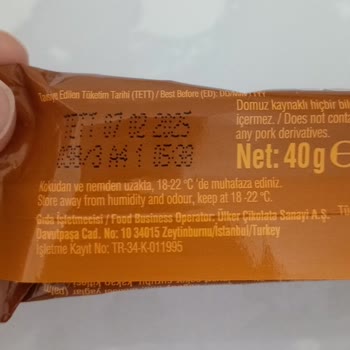 Tavsiye Edilen Tüketim Tarihi (TETT) / Best Before (ED):
Domuz kaynaklı hiçbir
içermez. / Does not
any pork derivatives.
TETT 07 02 2025
Net: 40 g e
Kokudan ve nemden uzakta, 18-22 °C 'de muhafaza ediniz.
Store away from humidity and odour, keep at 18 -22 °C.
Gıda İşletmecisi / Food Business Operator: Ülker Çikolata Sanayi A.Ş.
Davutpaşa Cad. No: 10 34015 Zeytinburnu/İstanbul/Turkey
İşletme Kayıt No: TR-34-K-011995